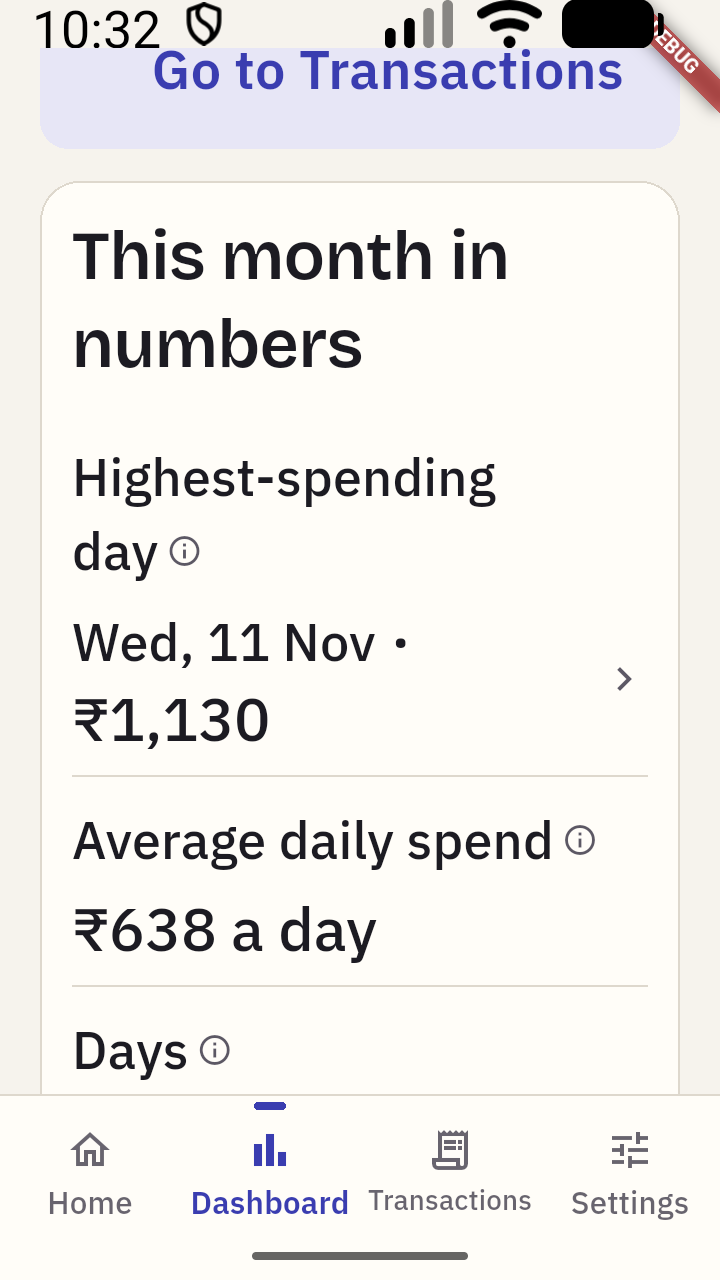 10:32
DEBUG
Go to Transactions
This month in
numbers
Highest-spending
day
Wed, 11 Nov •
₹1,130
Average daily spend
₹638 a day
Days
Home
Dashboard
Transactions
Settings